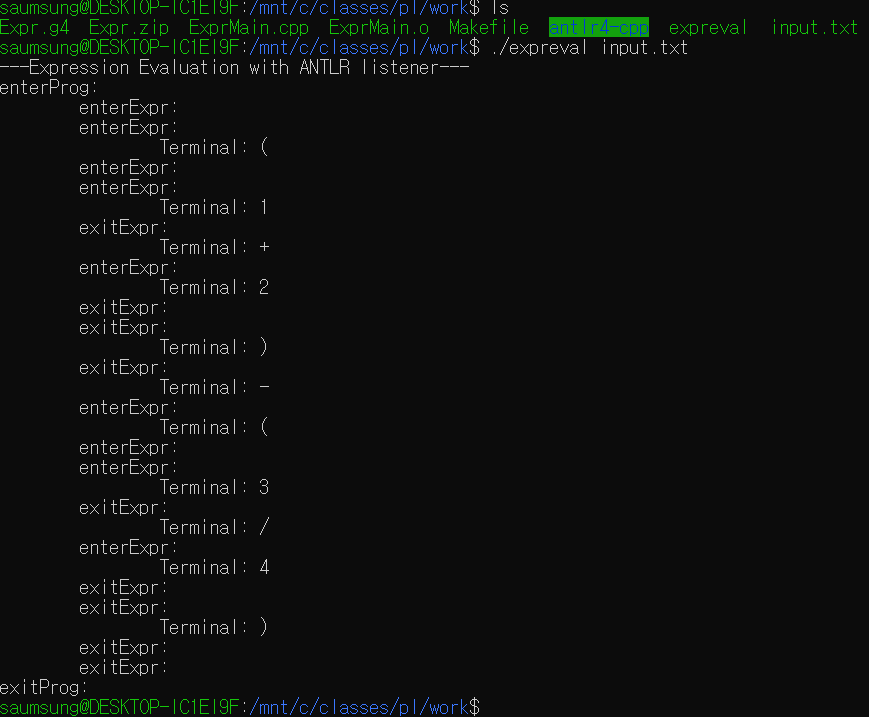 saumsung@DESKTOP-IC1EI9F:/mnt/c/classes/pl/work$ ls
Expr.g4  Expr.zip  ExprMain.cpp  ExprMain.o  Makefile  antlr4-cpp  expreval  input.txt
saumsung@DESKTOP-IC1EI9F:/mnt/c/classes/pl/work$ ./expreval input.txt
---Expression Evaluation with ANTLR listener---
enterProg:
        enterExpr:
        enterExpr:
                Terminal: (
        enterExpr:
        enterExpr:
                Terminal: 1
        exitExpr:
                Terminal: +
        enterExpr:
                Terminal: 2
        exitExpr:
        exitExpr:
                Terminal: )
        exitExpr:
                Terminal: -
        enterExpr:
                Terminal: (
        enterExpr:
        enterExpr:
                Terminal: 3
        exitExpr:
                Terminal: /
        enterExpr:
                Terminal: 4
        exitExpr:
        exitExpr:
                Terminal: )
        exitExpr:
        exitExpr:
exitProg:
saumsung@DESKTOP-IC1EI9F:/mnt/c/classes/pl/work$